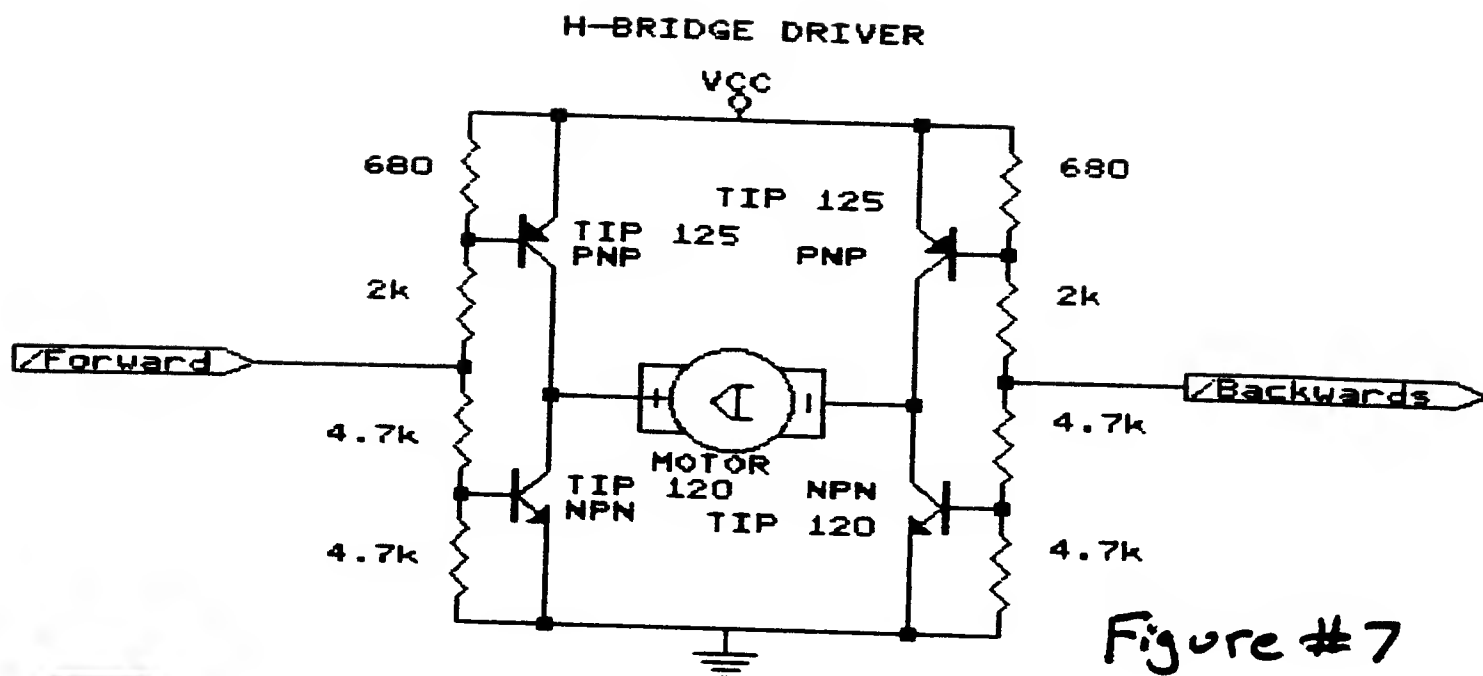 H-BRIDGE DRIVER
VCC
680
680
TIP 125
TIP 125
PNP
PNP
2k
2k
/Forward
/Backwards
+
-
A
4.7k
4.7k
MOTOR
TIP 120
NPN
NPN
TIP 120
4.7k
4.7k
Figure #7